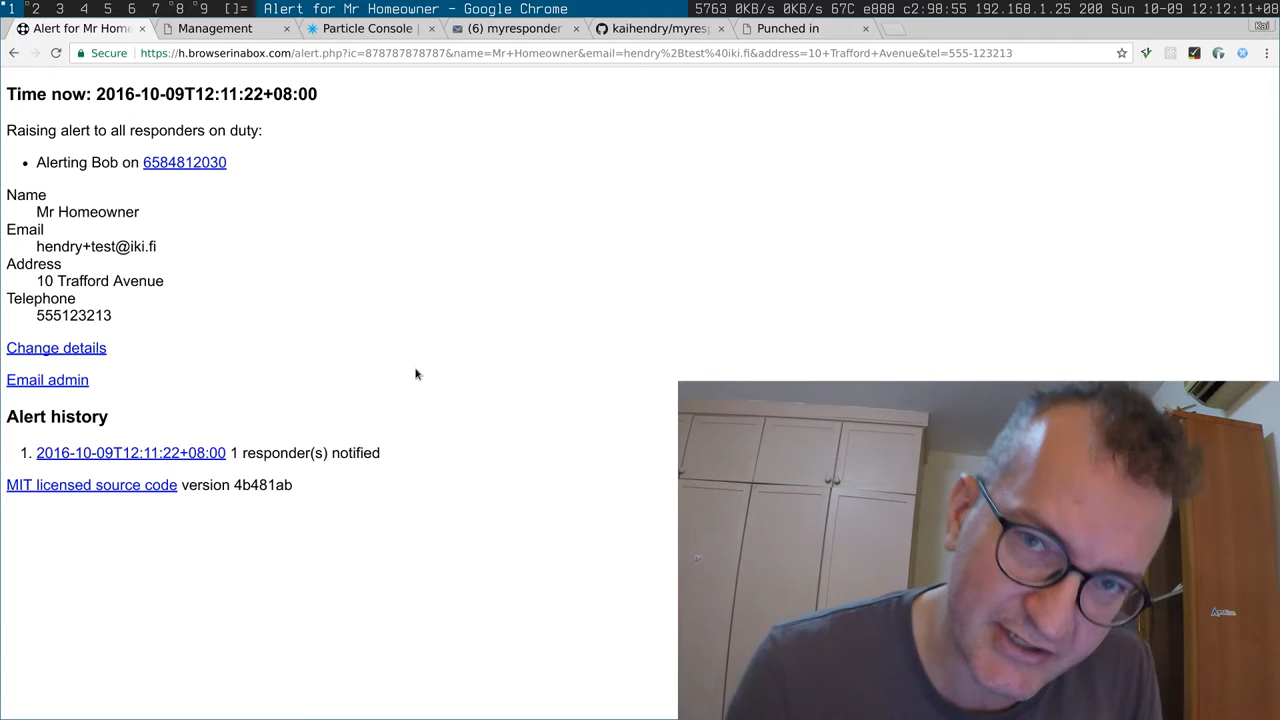 1 2 3 4 5 6 7 8 9 []= Alert for Mr Homeowner - Google Chrome 5763 0KB/s 0KB/s 67C e888 c2:98:55 192.168.1.25 200 Sun 10-09 12:12:11+08
Alert for Mr Home × Management × Particle Console | × (6) myresponder × kaihendry/myresp × Punched in × Kai
Secure https://h.browserinabox.com/alert.php?ic=878787878787&name=Mr+Homeowner&email=hendry%2Btest%40iki.fi&address=10+Trafford+Avenue&tel=555-123213
Time now: 2016-10-09T12:11:22+08:00
Raising alert to all responders on duty:
• Alerting Bob on 6584812030
Name
Mr Homeowner
Email
hendry+test@iki.fi
Address
10 Trafford Avenue
Telephone
555123213
Change details
Email admin
Alert history
1. 2016-10-09T12:11:22+08:00 1 responder(s) notified
MIT licensed source code version 4b481ab